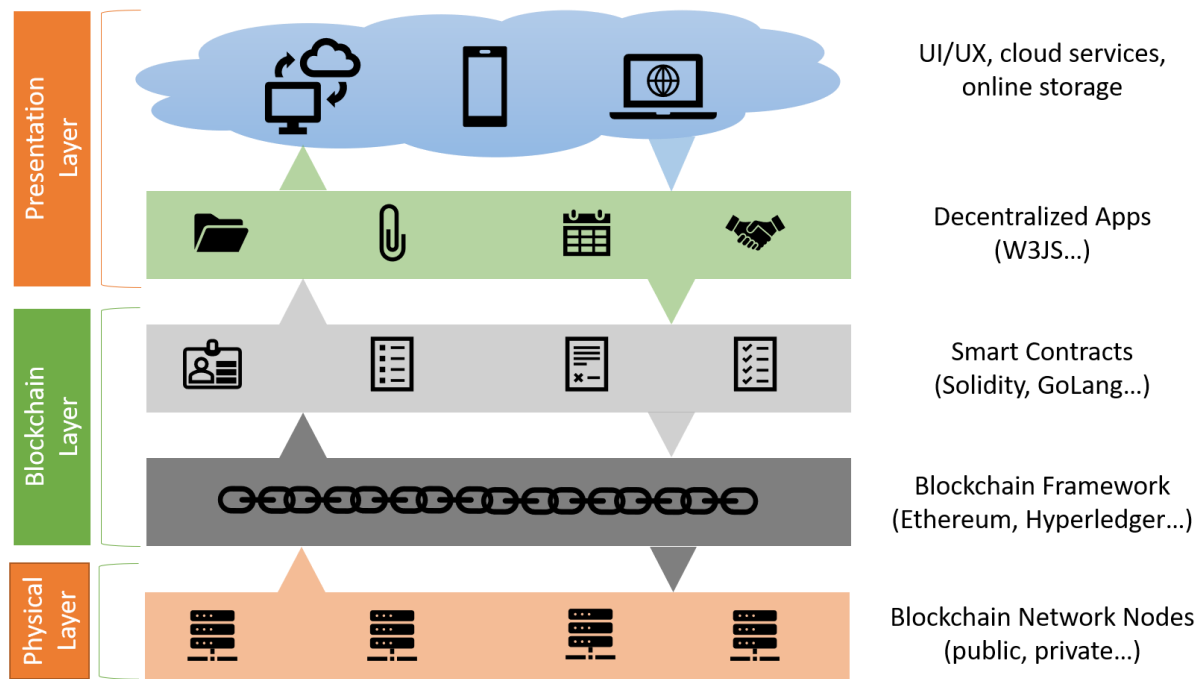 Presentation
Layer
UI/UX, cloud services,
online storage
Decentralized Apps
(W3JS...)
Blockchain
Layer
Smart Contracts
(Solidity, GoLang...)
Blockchain Framework
(Ethereum, Hyperledger...)
Physical
Layer
Blockchain Network Nodes
(public, private...)